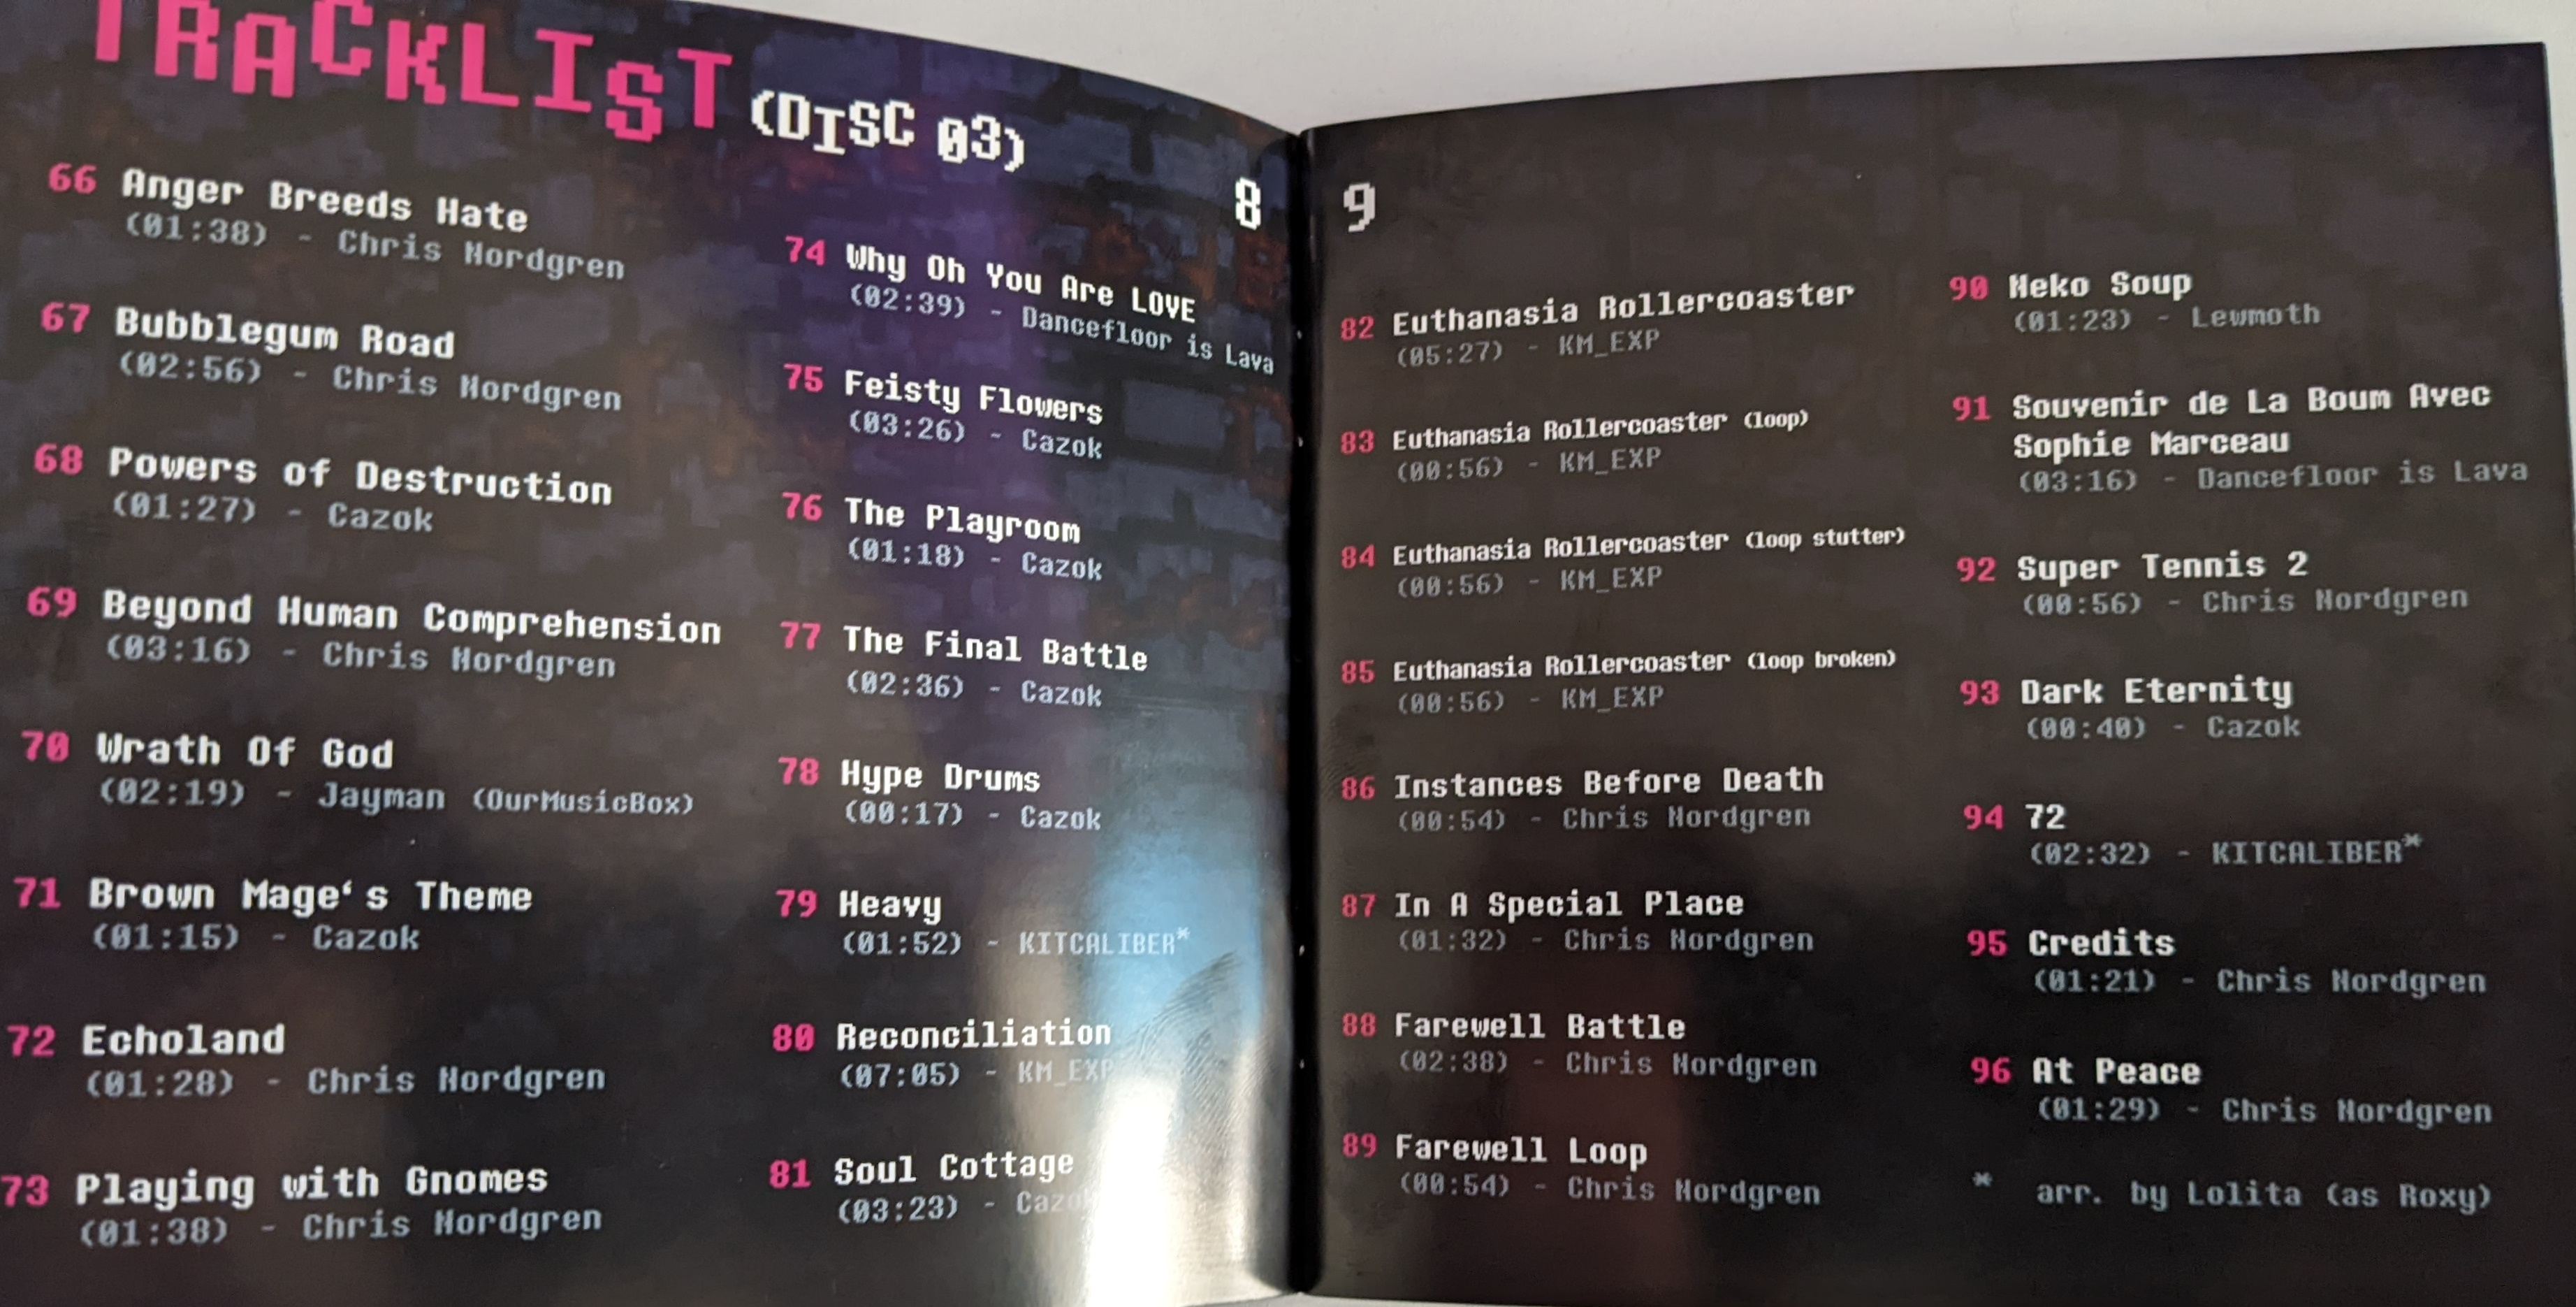 TRACKLIST (DISC 03)
66 Anger Breeds Hate
(01:38) - Chris Nordgren
67 Bubblegum Road
(02:56) - Chris Nordgren
68 Powers of Destruction
(01:27) - Cazok
69 Beyond Human Comprehension
(03:16) - Chris Nordgren
70 Wrath Of God
(02:19) - Jayman (OurMusicBox)
71 Brown Mage‘s Theme
(01:15) - Cazok
72 Echoland
(01:28) - Chris Nordgren
73 Playing with Gnomes
(01:38) - Chris Nordgren
8
74 Why Oh You Are LOVE
(02:39) - Dancefloor is Lava
75 Feisty Flowers
(03:26) - Cazok
76 The Playroom
(01:18) - Cazok
77 The Final Battle
(02:36) - Cazok
78 Hype Drums
(00:17) - Cazok
79 Heavy
(01:52) - KITCALIBER*
80 Reconciliation
(07:05) - KM_EXP
81 Soul Cottage
(03:23) - Cazok
9
82 Euthanasia Rollercoaster
(05:27) - KM_EXP
83 Euthanasia Rollercoaster (loop)
(00:56) - KM_EXP
84 Euthanasia Rollercoaster (loop stutter)
(00:56) - KM_EXP
85 Euthanasia Rollercoaster (loop broken)
(00:56) - KM_EXP
86 Instances Before Death
(00:54) - Chris Nordgren
87 In A Special Place
(01:32) - Chris Nordgren
88 Farewell Battle
(02:38) - Chris Nordgren
89 Farewell Loop
(00:54) - Chris Nordgren
90 Neko Soup
(01:23) - Lewmoth
91 Souvenir de La Boum Avec
Sophie Marceau
(03:16) - Dancefloor is Lava
92 Super Tennis 2
(00:56) - Chris Nordgren
93 Dark Eternity
(00:40) - Cazok
94 72
(02:32) - KITCALIBER*
95 Credits
(01:21) - Chris Nordgren
96 At Peace
(01:29) - Chris Nordgren
* arr. by Lolita (as Roxy)